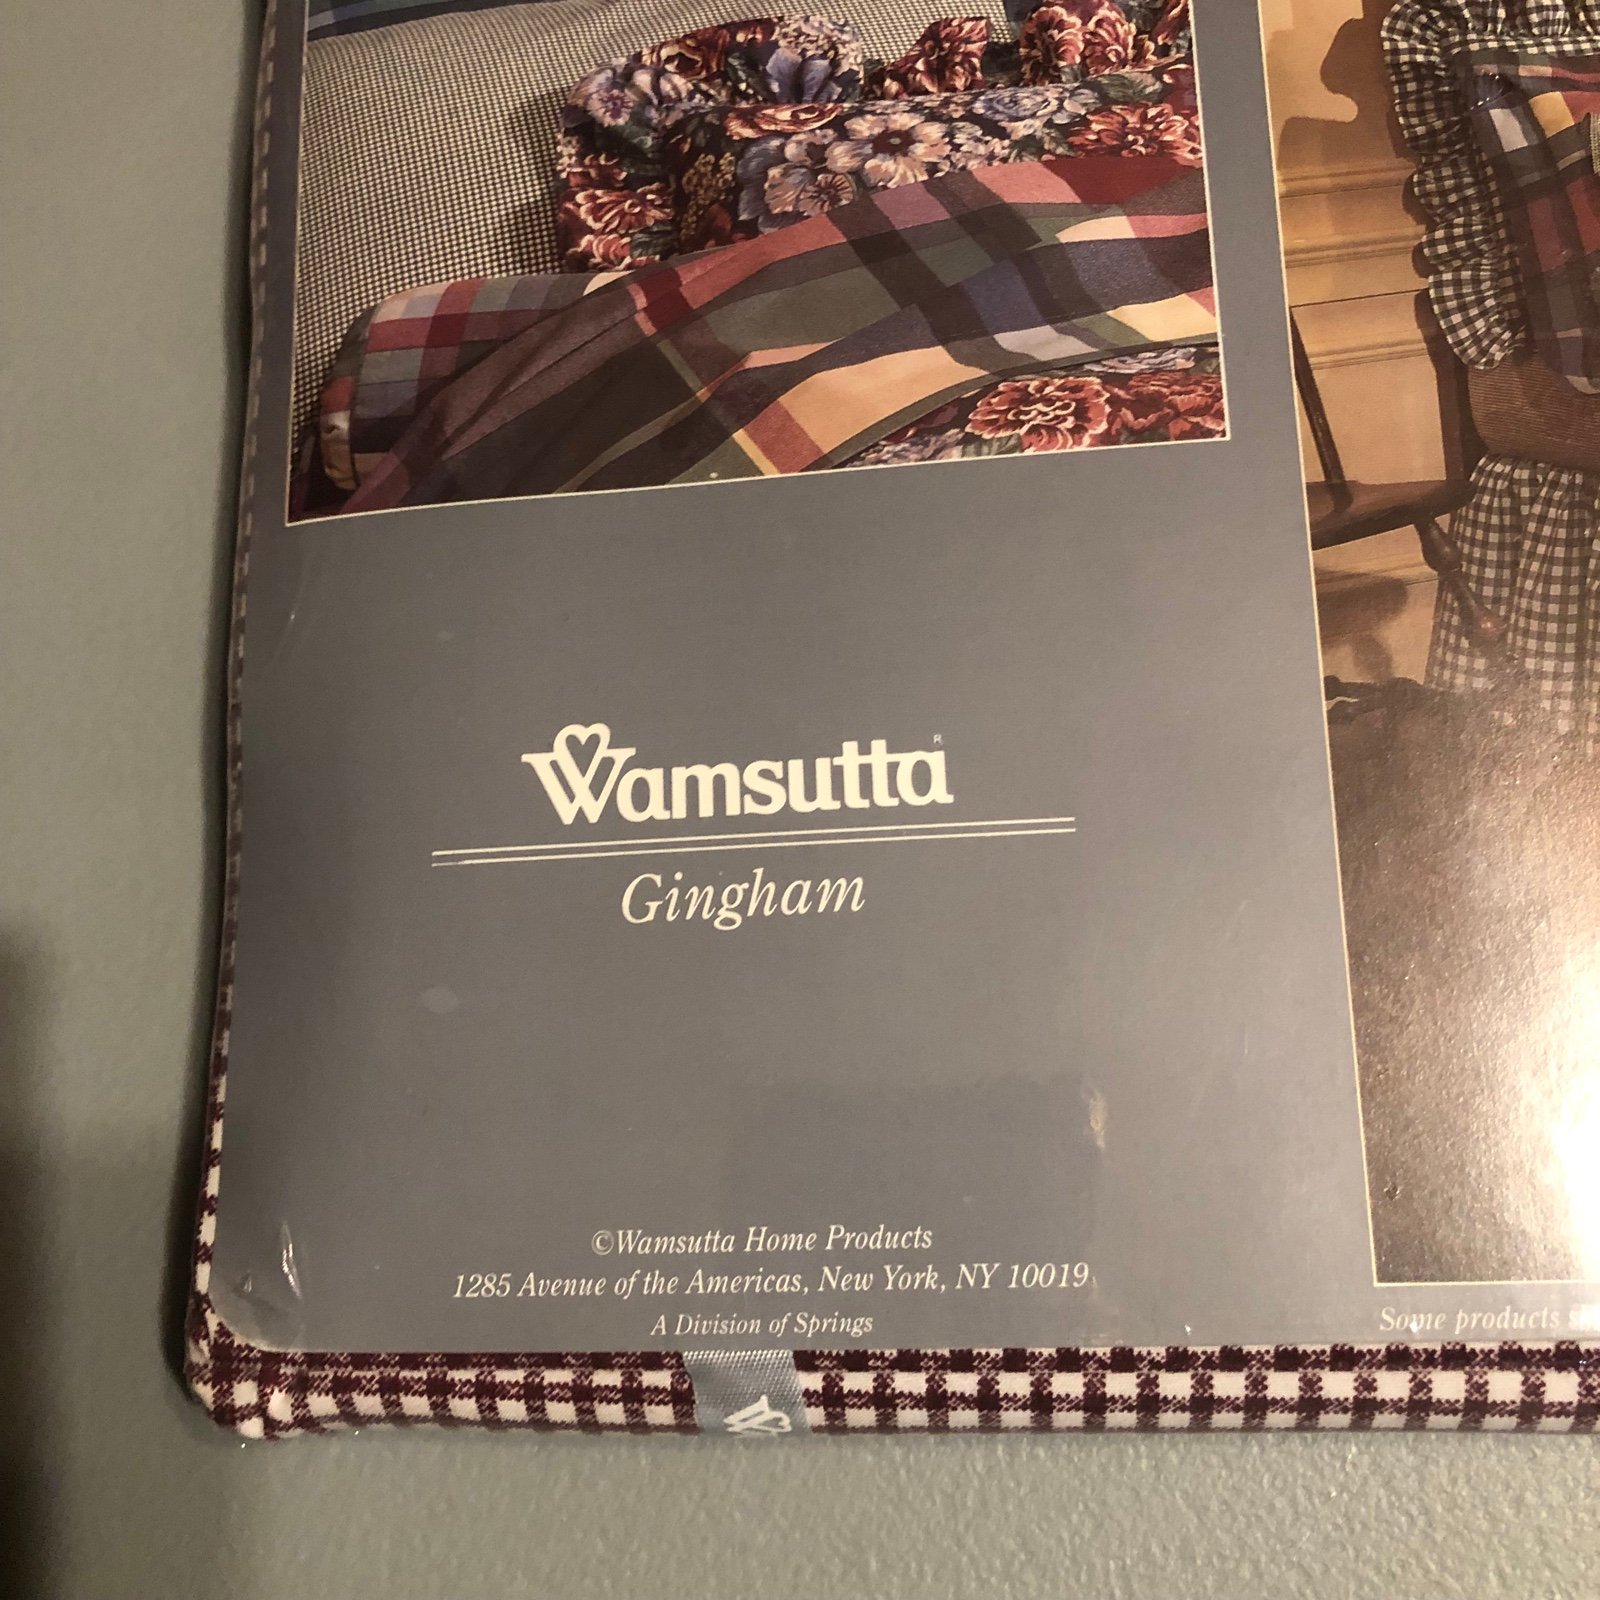 Wamsutta®
Gingham
©Wamsutta Home Products
1285 Avenue of the Americas, New York, NY 10019
A Division of Springs
Some products
W